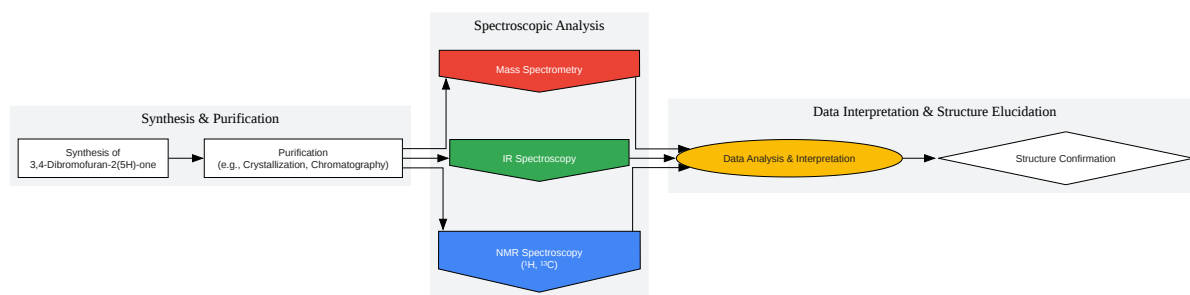 Synthesis & Purification
Synthesis of
3,4-Dibromofuran-2(5H)-one
Purification
(e.g., Crystallization, Chromatography)
Spectroscopic Analysis
Mass Spectrometry
IR Spectroscopy
NMR Spectroscopy
(¹H, ¹³C)
Data Interpretation & Structure Elucidation
Data Analysis & Interpretation
Structure Confirmation